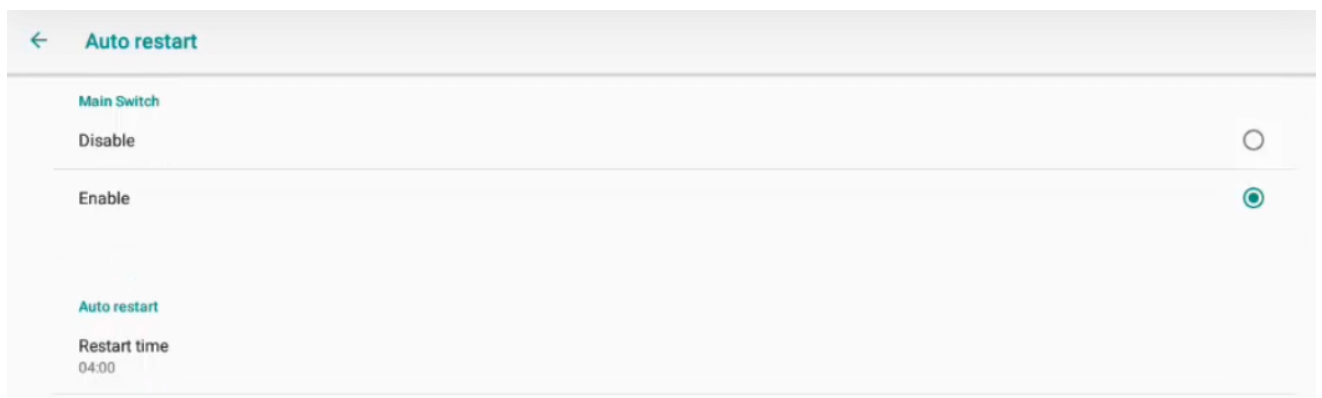 Auto restart
Main Switch
Disable
Enable
Auto restart
Restart time
04:00